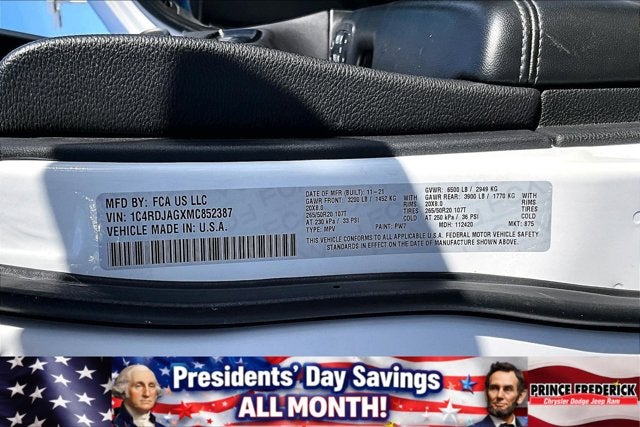 MFD BY: FCA US LLC
VIN: 1C4RDJAGXMC852387
VEHICLE MADE IN: U.S.A.
DATE OF MFR (BUILT): 11-21
GAWR FRONT: 3200 LB / 1452 KG WITH
20X8.0 RIMS
265/50R20 107T TIRES
AT 230 kPa / 33 PSI COLD
TYPE: MPV PAINT: PW7
GVWR: 6500 LB / 2949 KG
GAWR REAR: 3900 LB / 1770 KG WITH
20X8.0 RIMS
265/50R20 107T TIRES
AT 250 kPa / 36 PSI COLD
MDH: 112420 MKT: 875
THIS VEHICLE CONFORMS TO ALL APPLICABLE U.S.A. FEDERAL MOTOR VEHICLE SAFETY
STANDARDS IN EFFECT ON THE DATE OF MANUFACTURE SHOWN ABOVE.
Presidents' Day Savings
ALL MONTH!
PRINCE FREDERICK
Chrysler Dodge Jeep Ram